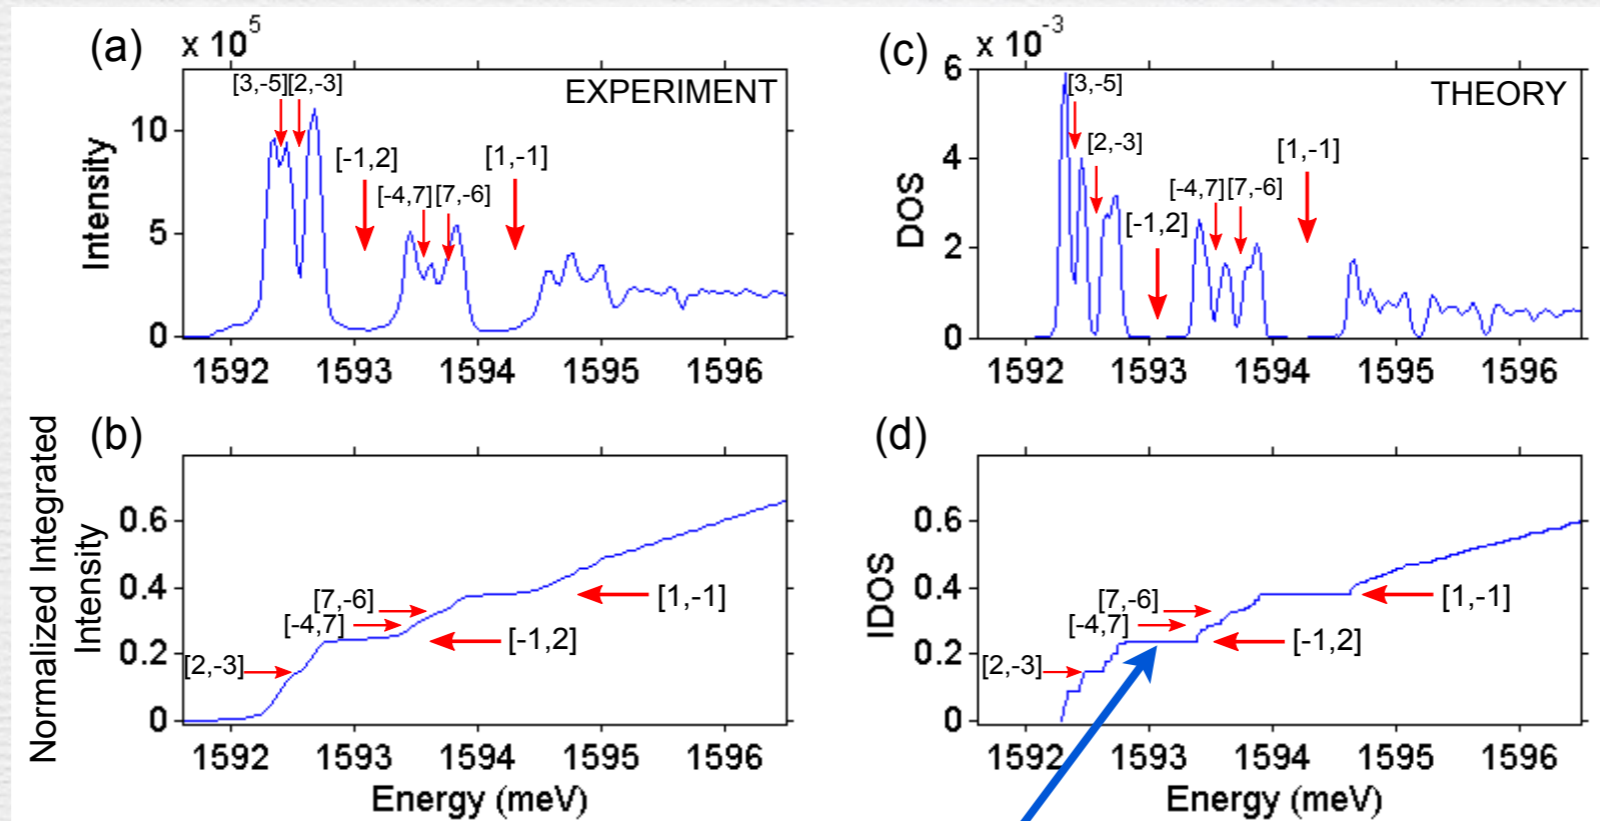 (a)
x 10^5
EXPERIMENT
[3,-5] [2,-3]
[-1,2]
[-4,7] [7,-6]
[1,-1]
Intensity
10
5
0
1592 1593 1594 1595 1596
(c)
x 10^-3
THEORY
[3,-5]
[2,-3]
[-1,2]
[-4,7] [7,-6]
[1,-1]
DOS
6
4
2
0
1592 1593 1594 1595 1596
(b)
Normalized Integrated
Intensity
0.6
0.4
0.2
0
[7,-6]
[-4,7]
[2,-3]
[-1,2]
[1,-1]
1592 1593 1594 1595 1596
Energy (meV)
(d)
IDOS
0.6
0.4
0.2
0
[7,-6]
[-4,7]
[2,-3]
[-1,2]
[1,-1]
1592 1593 1594 1595 1596
Energy (meV)